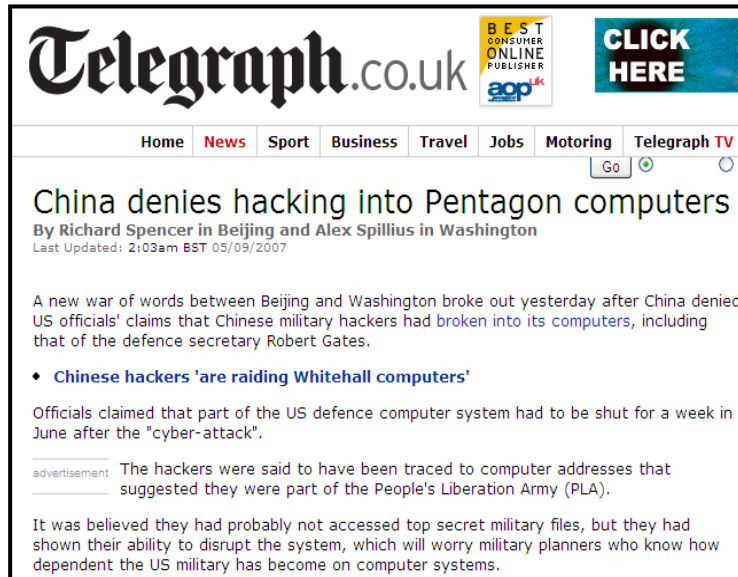 Telegraph.co.uk
BEST
CONSUMER
ONLINE
PUBLISHER
aop uk
CLICK
HERE
Home News Sport Business Travel Jobs Motoring Telegraph TV
Go
China denies hacking into Pentagon computers
By Richard Spencer in Beijing and Alex Spillius in Washington
Last Updated: 2:03am BST 05/09/2007
A new war of words between Beijing and Washington broke out yesterday after China denied
US officials' claims that Chinese military hackers had broken into its computers, including
that of the defence secretary Robert Gates.
• Chinese hackers 'are raiding Whitehall computers'
Officials claimed that part of the US defence computer system had to be shut for a week in
June after the "cyber-attack".
advertisement The hackers were said to have been traced to computer addresses that
suggested they were part of the People's Liberation Army (PLA).
It was believed they had probably not accessed top secret military files, but they had
shown their ability to disrupt the system, which will worry military planners who know how
dependent the US military has become on computer systems.